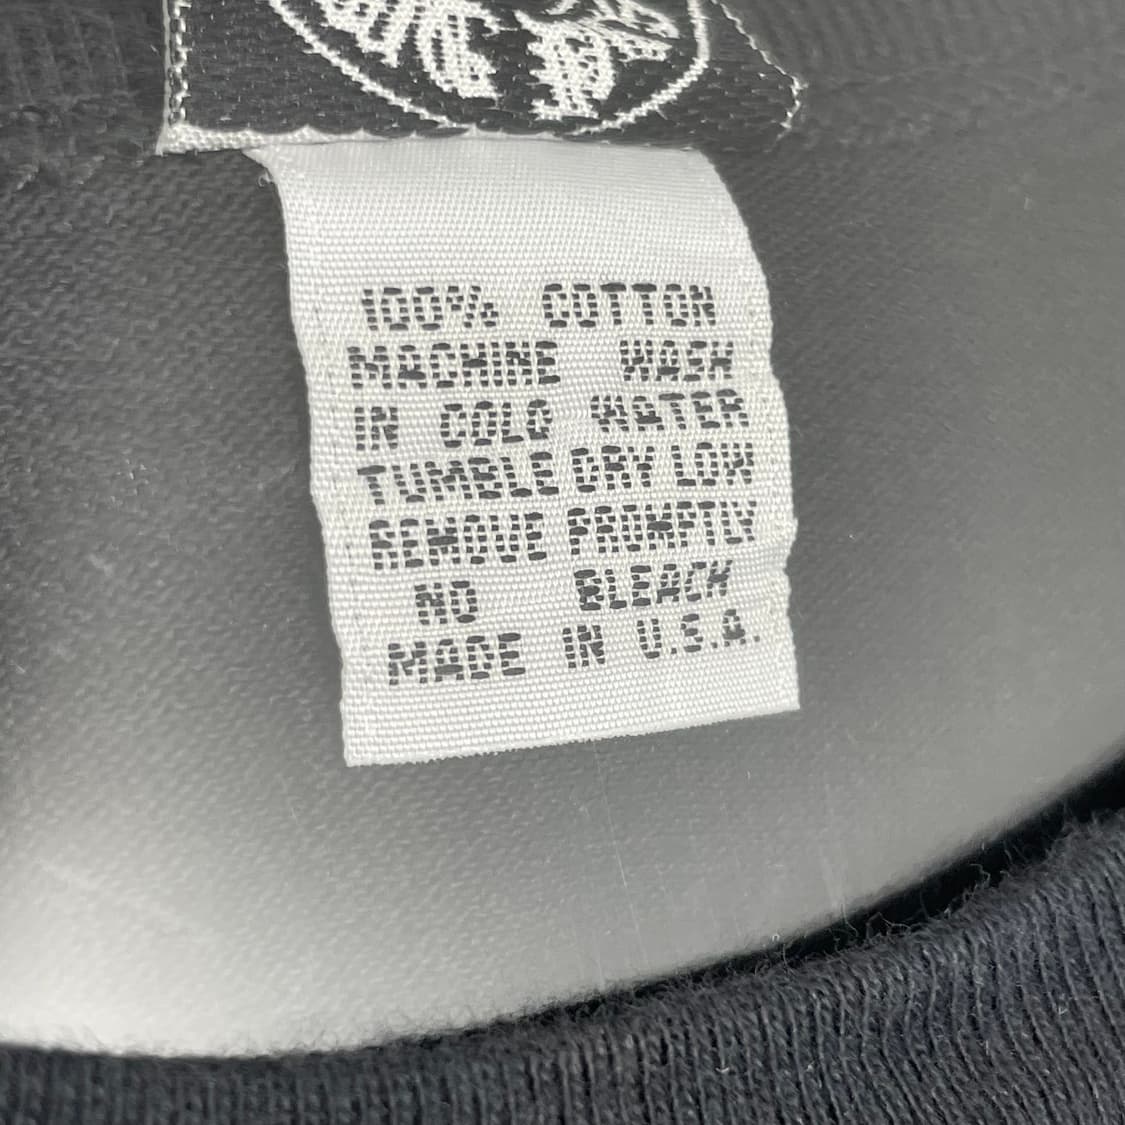 100% COTTON
MACHINE WASH
IN COLD WATER
TUMBLE DRY LOW
REMOVE PROMPTLY
NO BLEACH
MADE IN U.S.A.